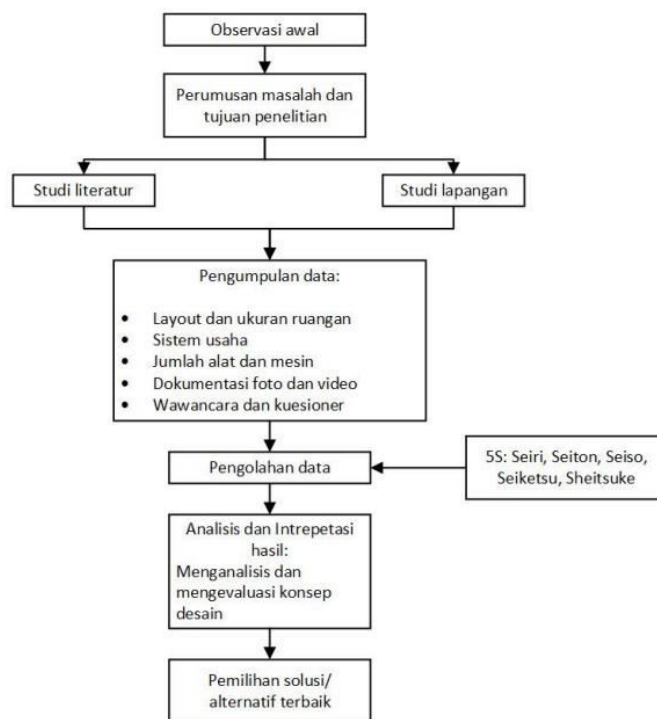 Observasi awal
Perumusan masalah dan
tujuan penelitian
Studi literatur
Studi lapangan
Pengumpulan data:
• Layout dan ukuran ruangan
• Sistem usaha
• Jumlah alat dan mesin
• Dokumentasi foto dan video
• Wawancara dan kuesioner
Pengolahan data
5S: Seiri, Seiton, Seiso,
Seiketsu, Sheitsuke
Analisis dan Intrepetasi
hasil:
Menganalisis dan
mengevaluasi konsep
desain
Pemilihan solusi/
alternatif terbaik